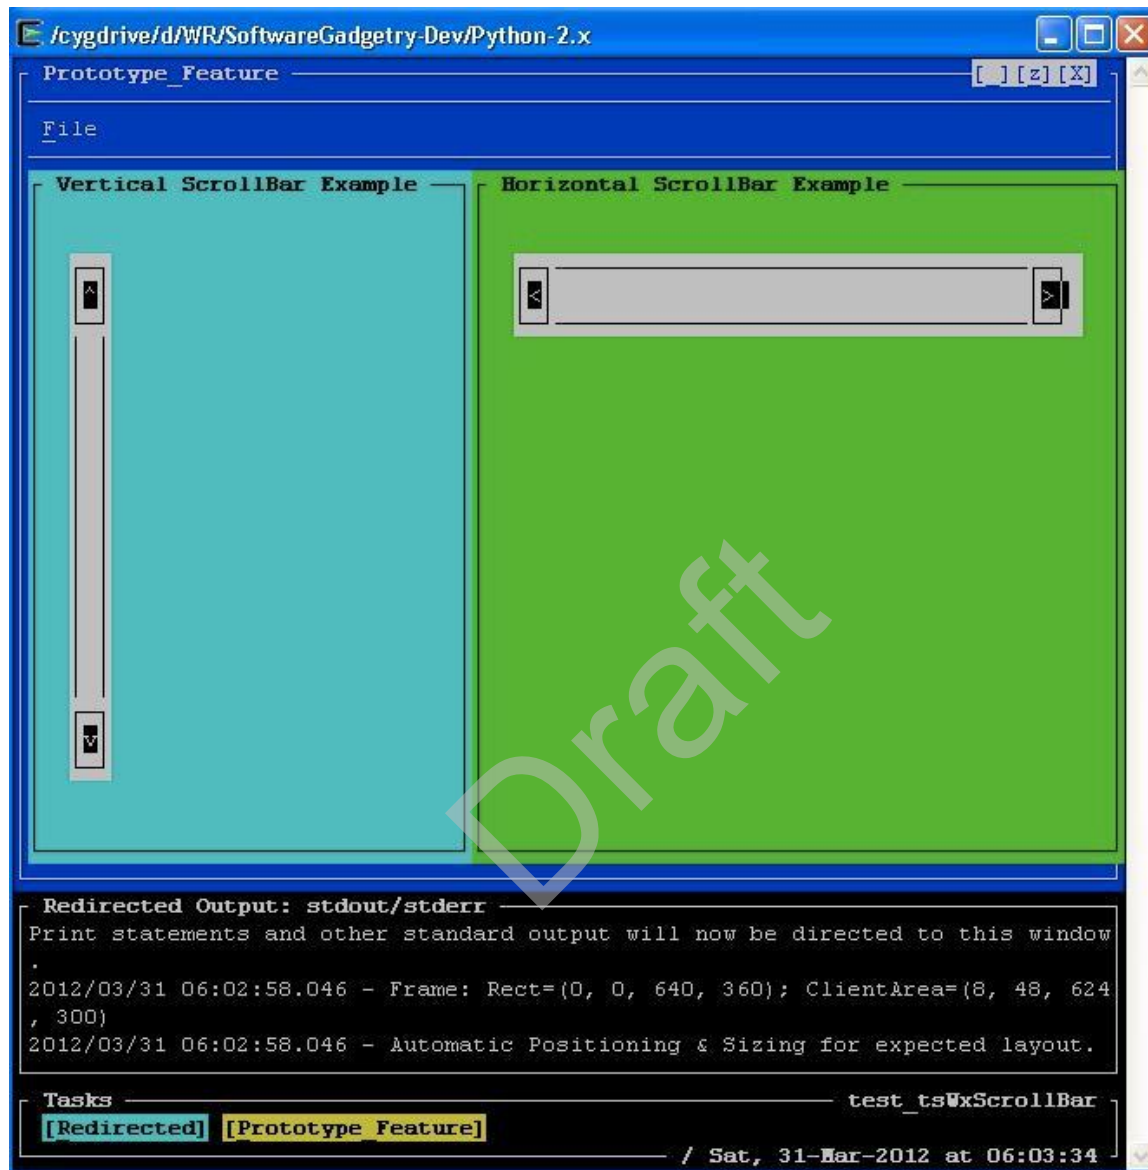 /cygdrive/d/WR/SoftwareGadgetry-Dev/Python-2.x
Prototype_Feature [_][z][X]
File
Vertical ScrollBar Example
Horizontal ScrollBar Example
^
< >
v
Draft
Redirected Output: stdout/stderr
Print statements and other standard output will now be directed to this window
.
2012/03/31 06:02:58.046 - Frame: Rect=(0, 0, 640, 360); ClientArea=(8, 48, 624
, 300)
2012/03/31 06:02:58.046 - Automatic Positioning & Sizing for expected layout.
Tasks test_tsWxScrollBar
[Redirected] [Prototype_Feature]
/ Sat, 31-Mar-2012 at 06:03:34